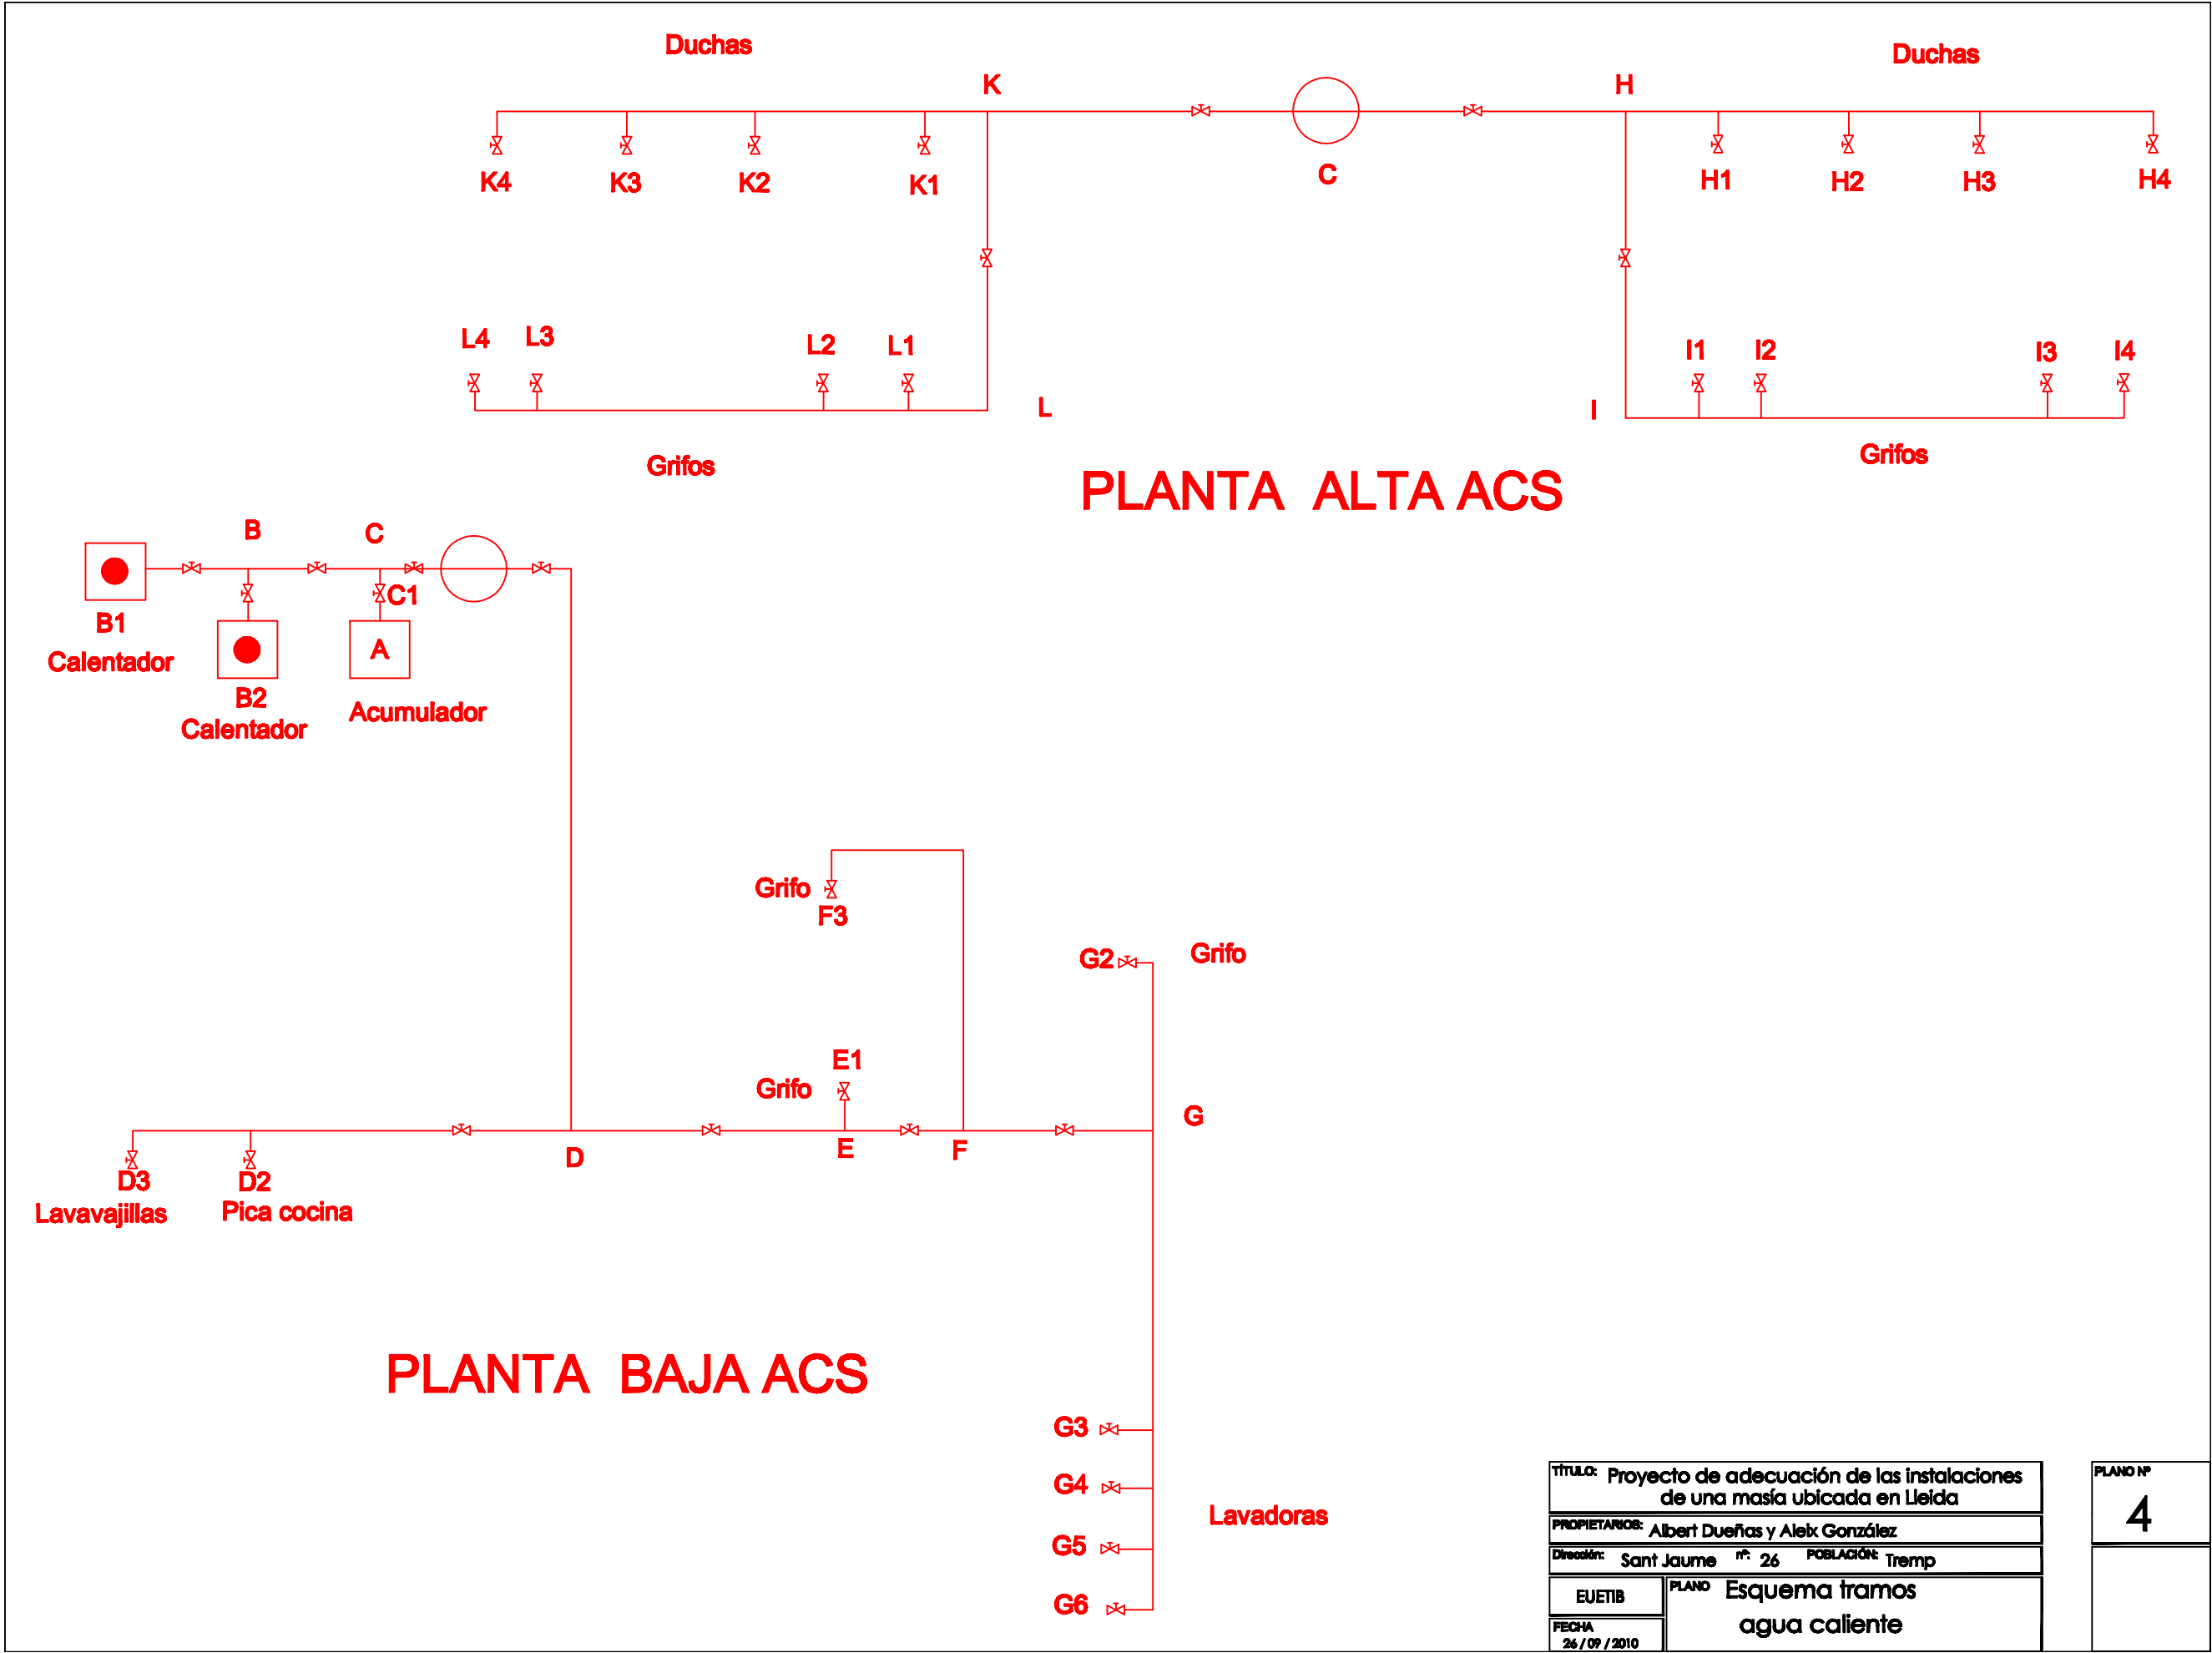 Duchas
Duchas
K
H
K4
K3
K2
K1
C
H1
H2
H3
H4
L4
L3
L2
L1
I1
I2
I3
I4
L
I
Grifos
Grifos
PLANTA ALTA ACS
B
C
C1
B1
Calentador
A
B2
Calentador
Acumulador
Grifo
F3
G2
Grifo
E1
Grifo
G
D
E
F
D3
D2
Lavavajillas
Pica cocina
PLANTA BAJA ACS
G3
G4
G5
G6
Lavadoras
TÍTULO: Proyecto de adecuación de las instalaciones
de una masía ubicada en Lleida
PROPIETARIOS: Albert Dueñas y Aleix González
Dirección: Sant Jaume nº: 26 POBLACIÓN: Tremp
EUETIB
PLANO Esquema tramos
agua caliente
FECHA
26 / 09 / 2010
PLANO Nº
4